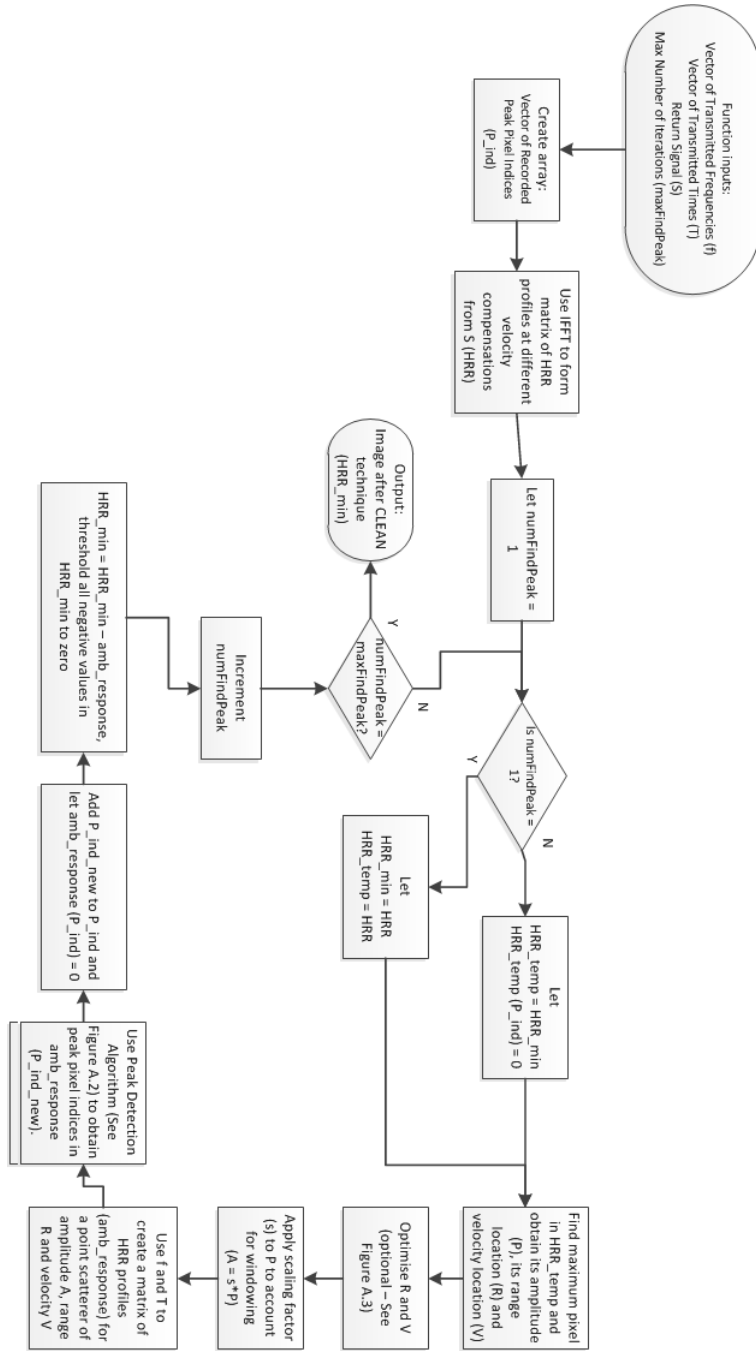 Function inputs:
Vector of Transmitted Frequencies (f)
Vector of Transmitted Times (T)
Return Signal (S)
Max Number of Iterations (maxFindPeak)
Create array:
Vector of Recorded
Peak Pixel Indices
(P_ind)
Use IFFT to form
matrix of HRR
profiles at different
velocity
compensations
from S (HRR)
Let numFindPeak =
1
Is numFindPeak =
1?
N
Y
Let
HRR_temp = HRR_min
HRR_temp (P_ind) = 0
Let
HRR_min = HRR
HRR_temp = HRR
Find maximum pixel
in HRR_temp and
obtain its amplitude
(P), its range
location (R) and
velocity location (V)
Optimise R and V
(optional – See
Figure A.3)
Apply scaling factor
(s) to P to account
for windowing
(A = s*P)
Use f and T to
create a matrix of
HRR profiles
(amb_response) for
a point scatterer of
amplitude A, range
R and velocity V
Use Peak Detection
Algorithm (See
Figure A.2) to obtain
peak pixel indices in
amb_response
(P_ind_new).
Add P_ind_new to P_ind and
let amb_response (P_ind) = 0
HRR_min = HRR_min – amb_response,
threshold all negative values in
HRR_min to zero
Increment
numFindPeak
numFindPeak =
maxFindPeak?
N
Y
Output:
Image after CLEAN
technique
(HRR_min)